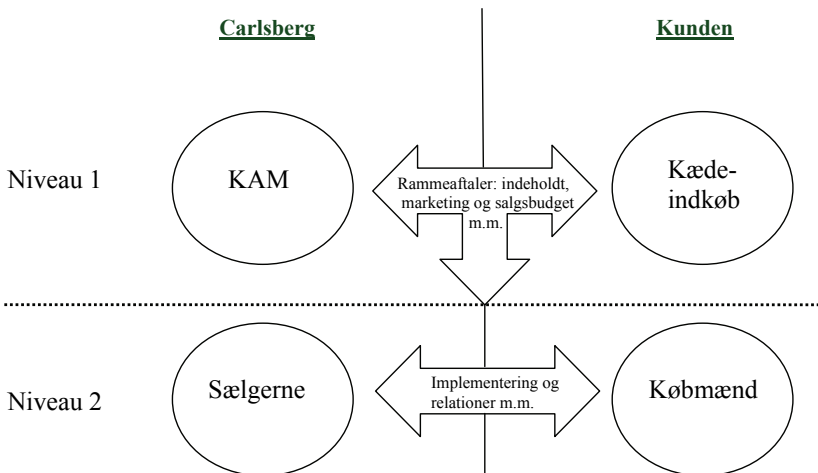 Carlsberg
Kunden
Niveau 1
KAM
Rammeaftaler: indeholdt,
marketing og salgsbudget
m.m.
Kæde-
indkøb
Niveau 2
Sælgerne
Implementering og
relationer m.m.
Købmænd